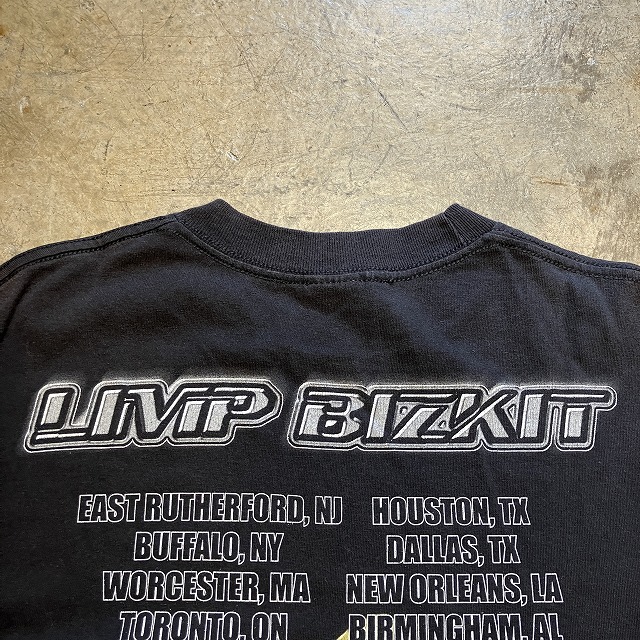 LIMP BIZKIT
EAST RUTHERFORD, NJ
BUFFALO, NY
WORCESTER, MA
TORONTO, ON
HOUSTON, TX
DALLAS, TX
NEW ORLEANS, LA
BIRMINGHAM, AL